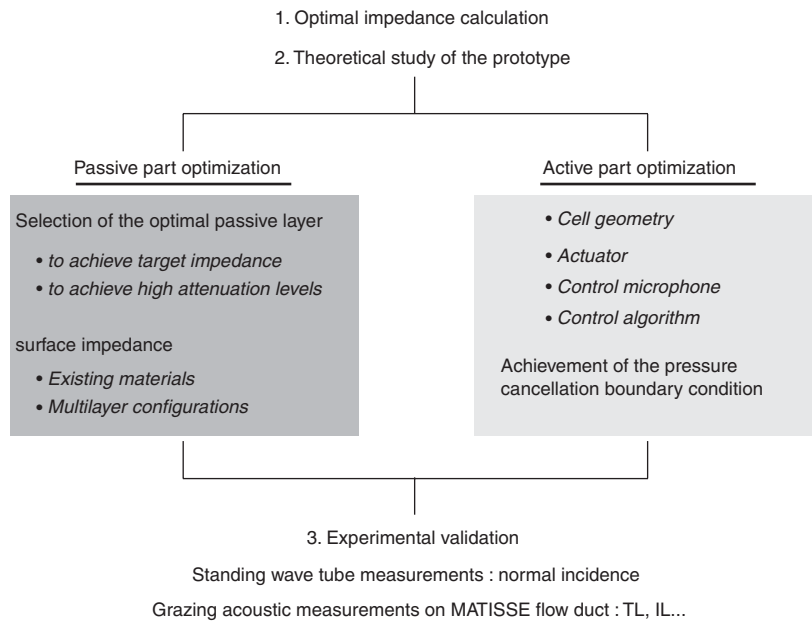 1. Optimal impedance calculation
2. Theoretical study of the prototype
Passive part optimization
Selection of the optimal passive layer
• to achieve target impedance
• to achieve high attenuation levels
surface impedance
• Existing materials
• Multilayer configurations
Active part optimization
• Cell geometry
• Actuator
• Control microphone
• Control algorithm
Achievement of the pressure
cancellation boundary condition
3. Experimental validation
Standing wave tube measurements : normal incidence
Grazing acoustic measurements on MATISSE flow duct : TL, IL...